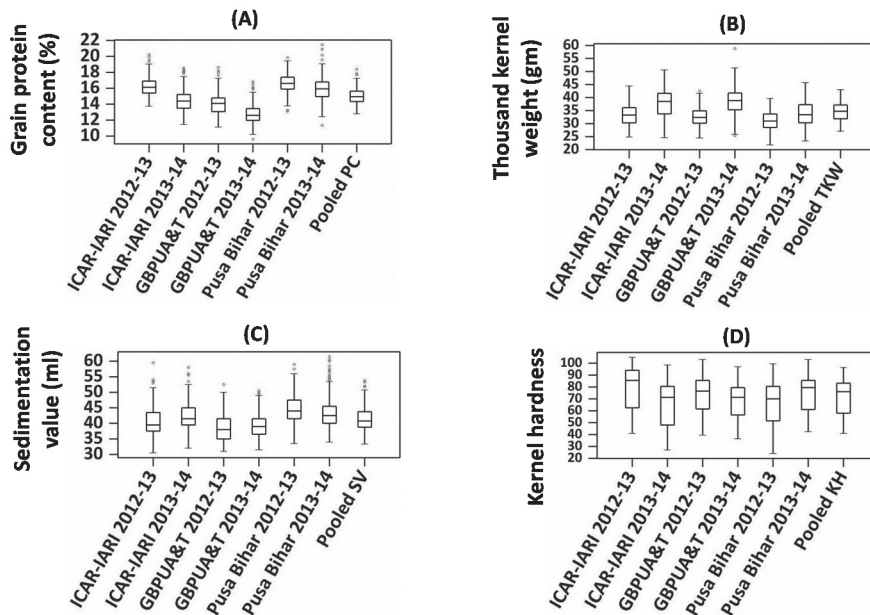 (A)
Grain protein
content (%)
22
20
18
16
14
12
10
ICAR-IARI 2012-13
ICAR-IARI 2013-14
GBPUA&T 2012-13
GBPUA&T 2013-14
Pusa Bihar 2012-13
Pusa Bihar 2013-14
Pooled PC
(B)
Thousand kernel
weight (gm)
60
55
50
45
40
35
30
25
20
ICAR-IARI 2012-13
ICAR-IARI 2013-14
GBPUA&T 2012-13
GBPUA&T 2013-14
Pusa Bihar 2012-13
Pusa Bihar 2013-14
Pooled TKW
(C)
Sedimentation
value (ml)
60
55
50
45
40
35
30
ICAR-IARI 2012-13
ICAR-IARI 2013-14
GBPUA&T 2012-13
GBPUA&T 2013-14
Pusa Bihar 2012-13
Pusa Bihar 2013-14
Pooled SV
(D)
Kernel hardness
100
90
80
70
60
50
40
30
20
ICAR-IARI 2012-13
ICAR-IARI 2013-14
GBPUA&T 2012-13
GBPUA&T 2013-14
Pusa Bihar 2012-13
Pusa Bihar 2013-14
Pooled KH